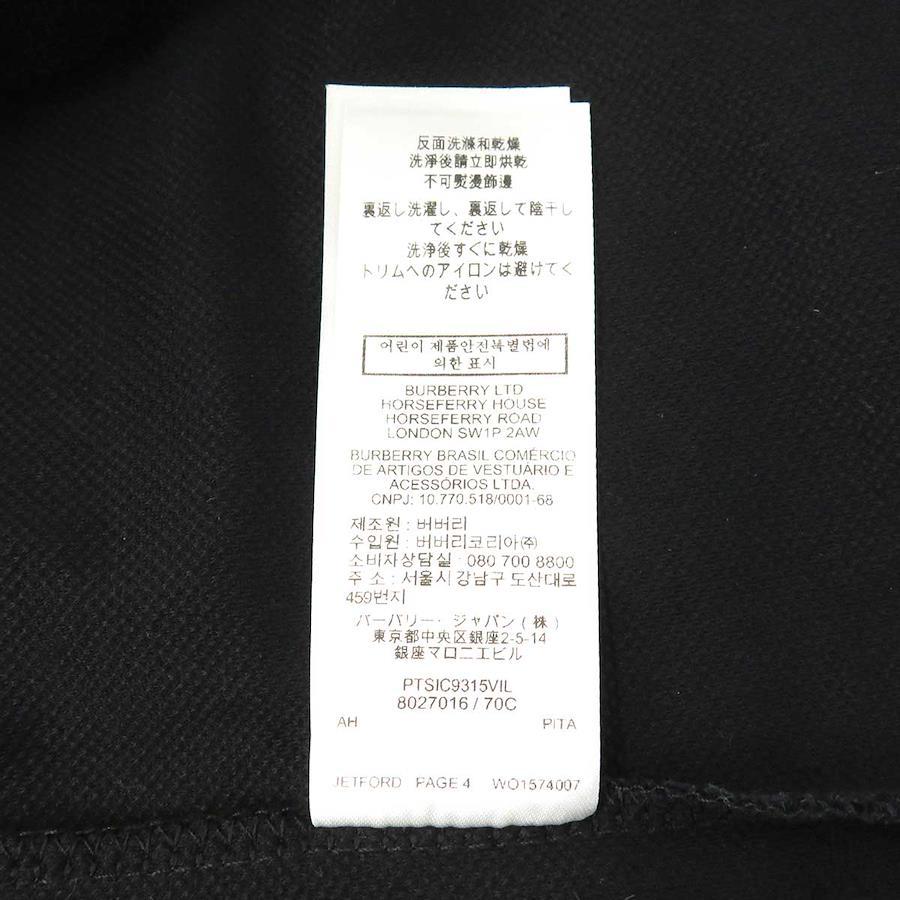 反面洗滌和乾燥
洗淨後請立即烘乾
不可熨燙飾邊
裏返し洗濯し、裏返して陰干し
てください
洗浄後すぐに乾燥
トリムへのアイロンは避けてく
ださい
어린이 제품안전특별법에
의한 표시
BURBERRY LTD
HORSEFERRY HOUSE
HORSEFERRY ROAD
LONDON SW1P 2AW
BURBERRY BRASIL COMÉRCIO
DE ARTIGOS DE VESTUÁRIO E
ACESSÓRIOS LTDA.
CNPJ: 10.770.518/0001-68
제조원 : 버버리
수입원 : 버버리코리아㈜
소비자상담실 : 080 700 8800
주 소 : 서울시 강남구 도산대로
459번지
バーバリー・ジャパン(株)
東京都中央区銀座2-5-14
銀座マロニエビル
PTSIC9315VIL
8027016 / 70C
AH PITA
JETFORD PAGE 4 WO1574007